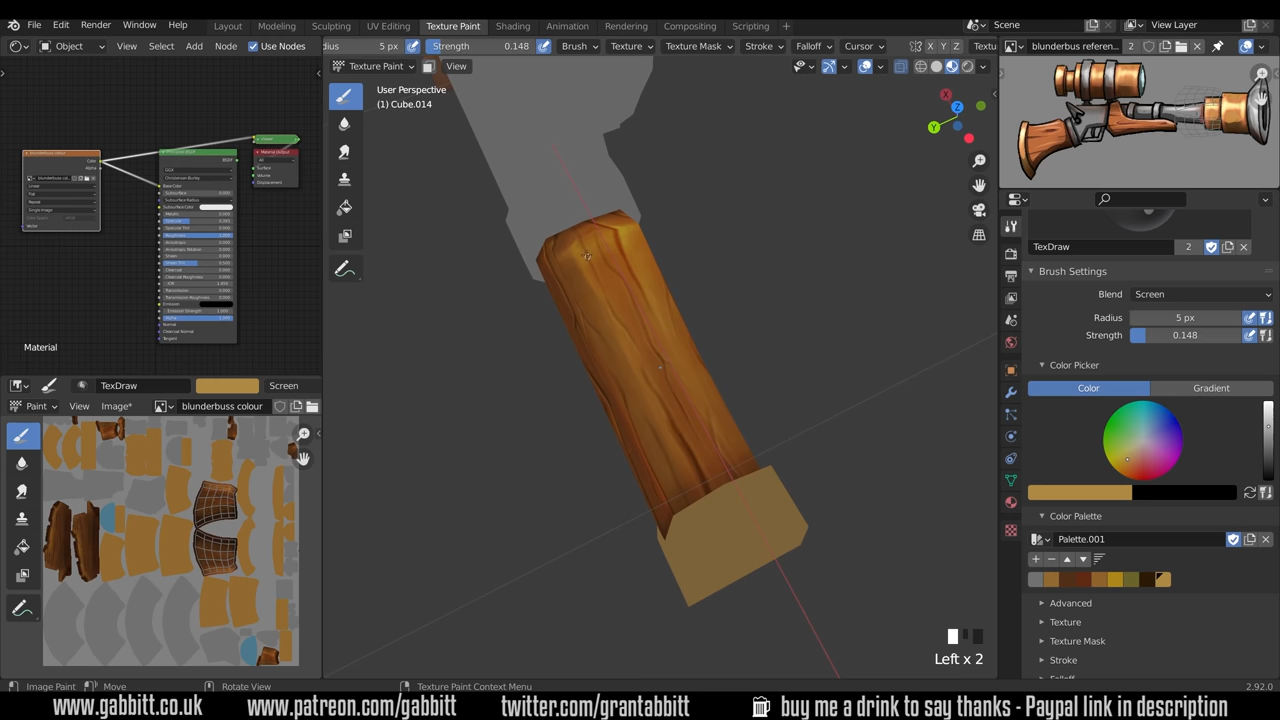 File Edit Render Window Help Layout Modeling Sculpting UV Editing Texture Paint Shading Animation Rendering Compositing Scripting + Scene View Layer
Object View Select Add Node Use Nodes dius 5 px Strength 0.148 Brush Texture Texture Mask Stroke Falloff Cursor X Y Z Textu blunderbus referen... 2
Texture Paint View
User Perspective
(1) Cube.014
X
Z
Y
Material
TexDraw 2
Brush Settings
Blend Screen
Radius 5 px
Strength 0.148
Color Picker
Color Gradient
TexDraw Screen
Paint View Image* blunderbuss colour
Color Palette
Palette.001
Advanced
Texture
Texture Mask
Stroke
Left x 2
Image Paint Move Rotate View Texture Paint Context Menu 2.92.0
www.gabbitt.co.uk www.patreon.com/gabbitt twitter.com/grantabbitt buy me a drink to say thanks - Paypal link in description